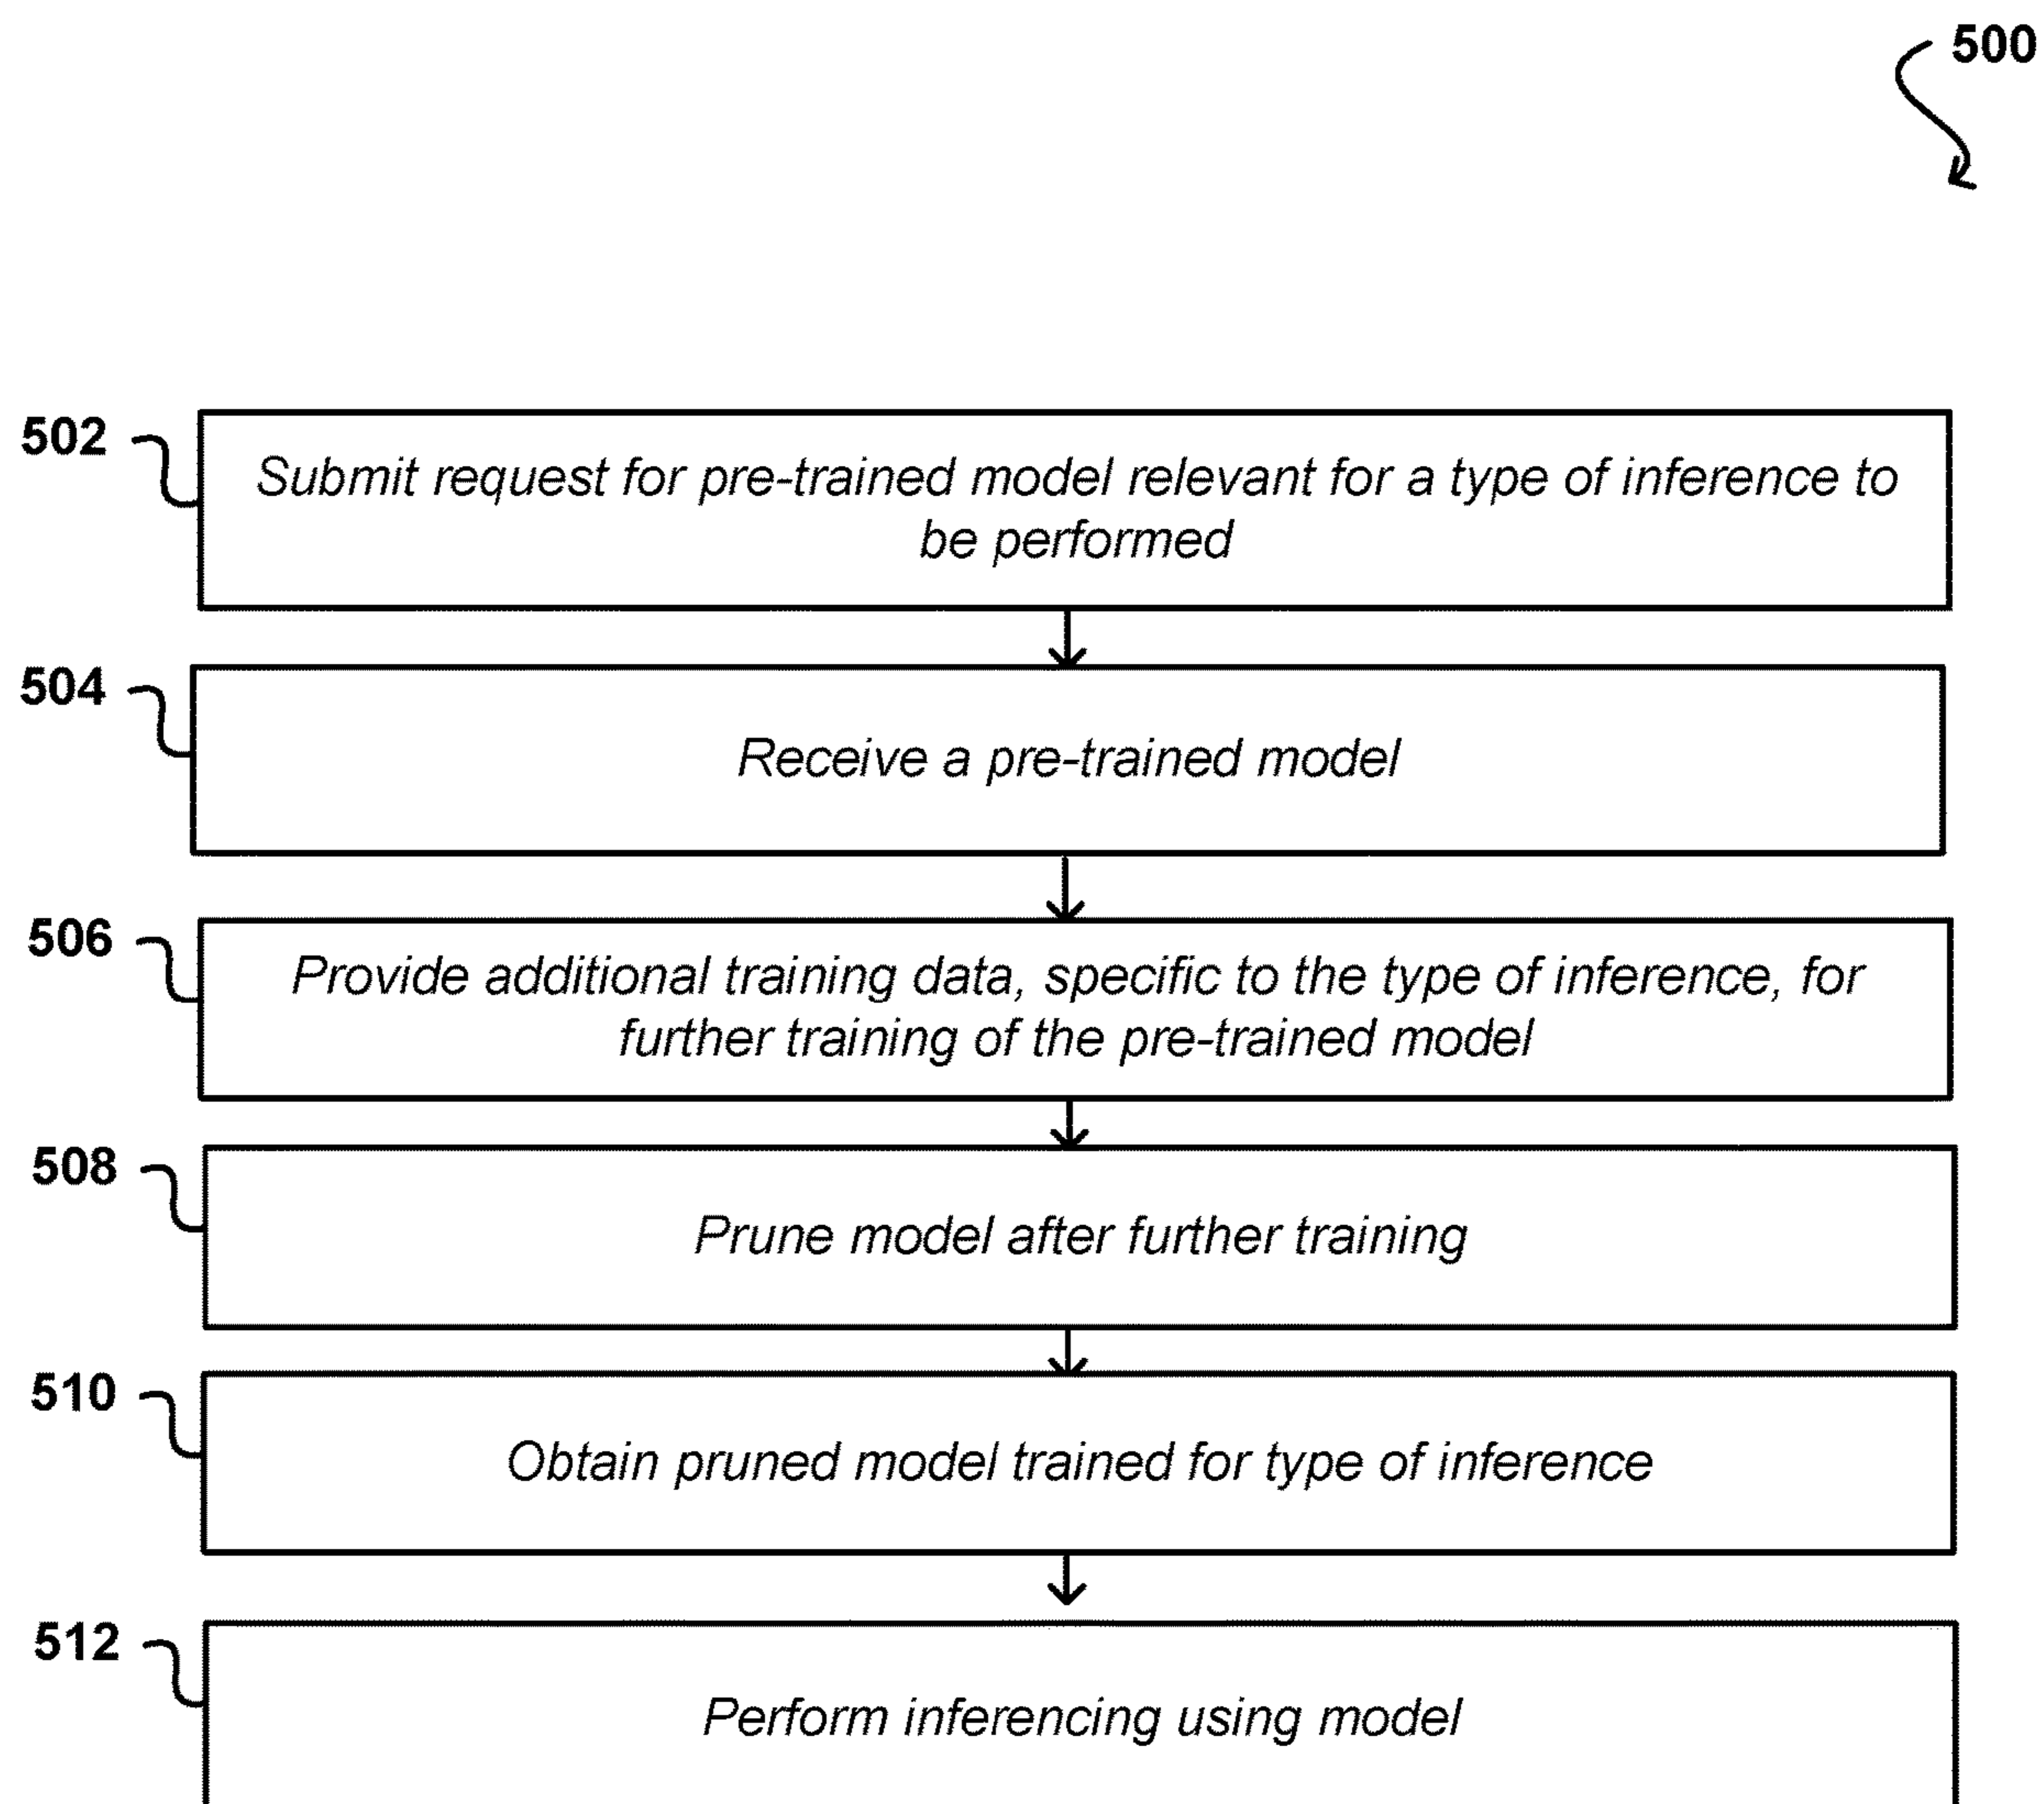 500
502
Submit request for pre-trained model relevant for a type of inference to
be performed
504
Receive a pre-trained model
506
Provide additional training data, specific to the type of inference, for
further training of the pre-trained model
508
Prune model after further training
510
Obtain pruned model trained for type of inference
512
Perform inferencing using model